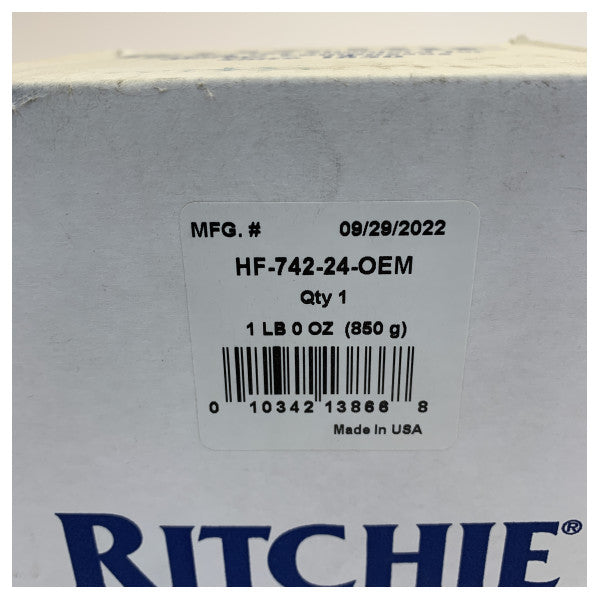 MFG. # 09/29/2022
HF-742-24-OEM
Qty 1
1 LB 0 OZ (850 g)
0 10342 13866 8
Made In USA
RITCHIE®